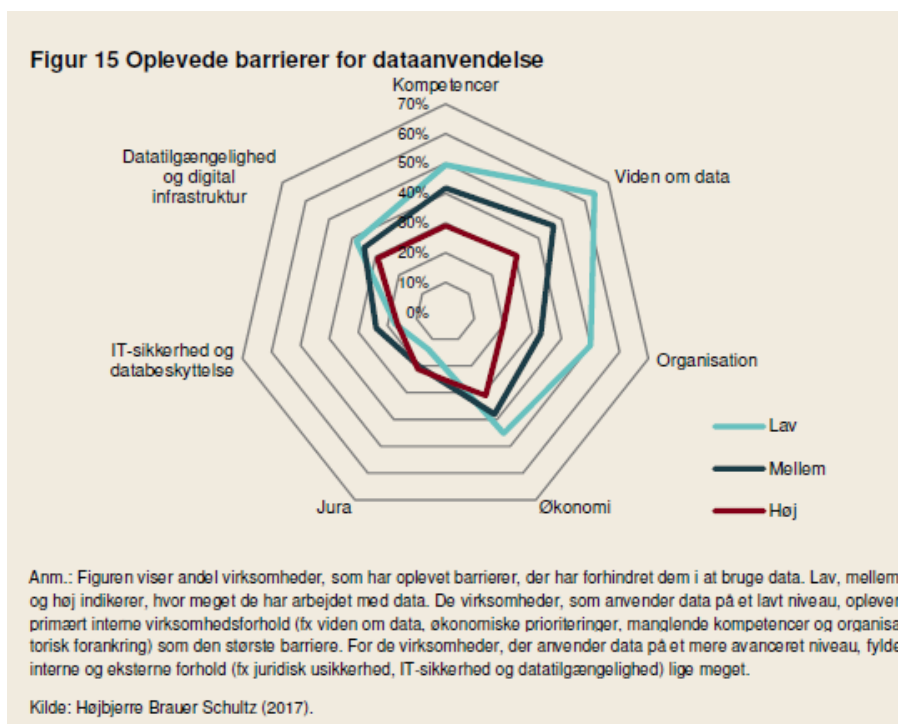 Figur 15 Oplevede barrierer for dataanvendelse
Kompetencer
70%
60%
50%
40%
30%
20%
10%
0%
Datatilgængelighed
og digital
infrastruktur
Viden om data
IT-sikkerhed og
databeskyttelse
Organisation
Jura
Økonomi
Lav
Mellem
Høj
Anm.: Figuren viser andel virksomheder, som har oplevet barrierer, der har forhindret dem i at bruge data. Lav, mellem
og høj indikerer, hvor meget de har arbejdet med data. De virksomheder, som anvender data på et lavt niveau, oplever
primært interne virksomhedsforhold (fx viden om data, økonomiske prioriteringer, manglende kompetencer og organisa
torisk forankring) som den største barriere. For de virksomheder, der anvender data på et mere avanceret niveau, fylde
interne og eksterne forhold (fx juridisk usikkerhed, IT-sikkerhed og datatilgængelighed) lige meget.
Kilde: Højbjerre Brauer Schultz (2017).